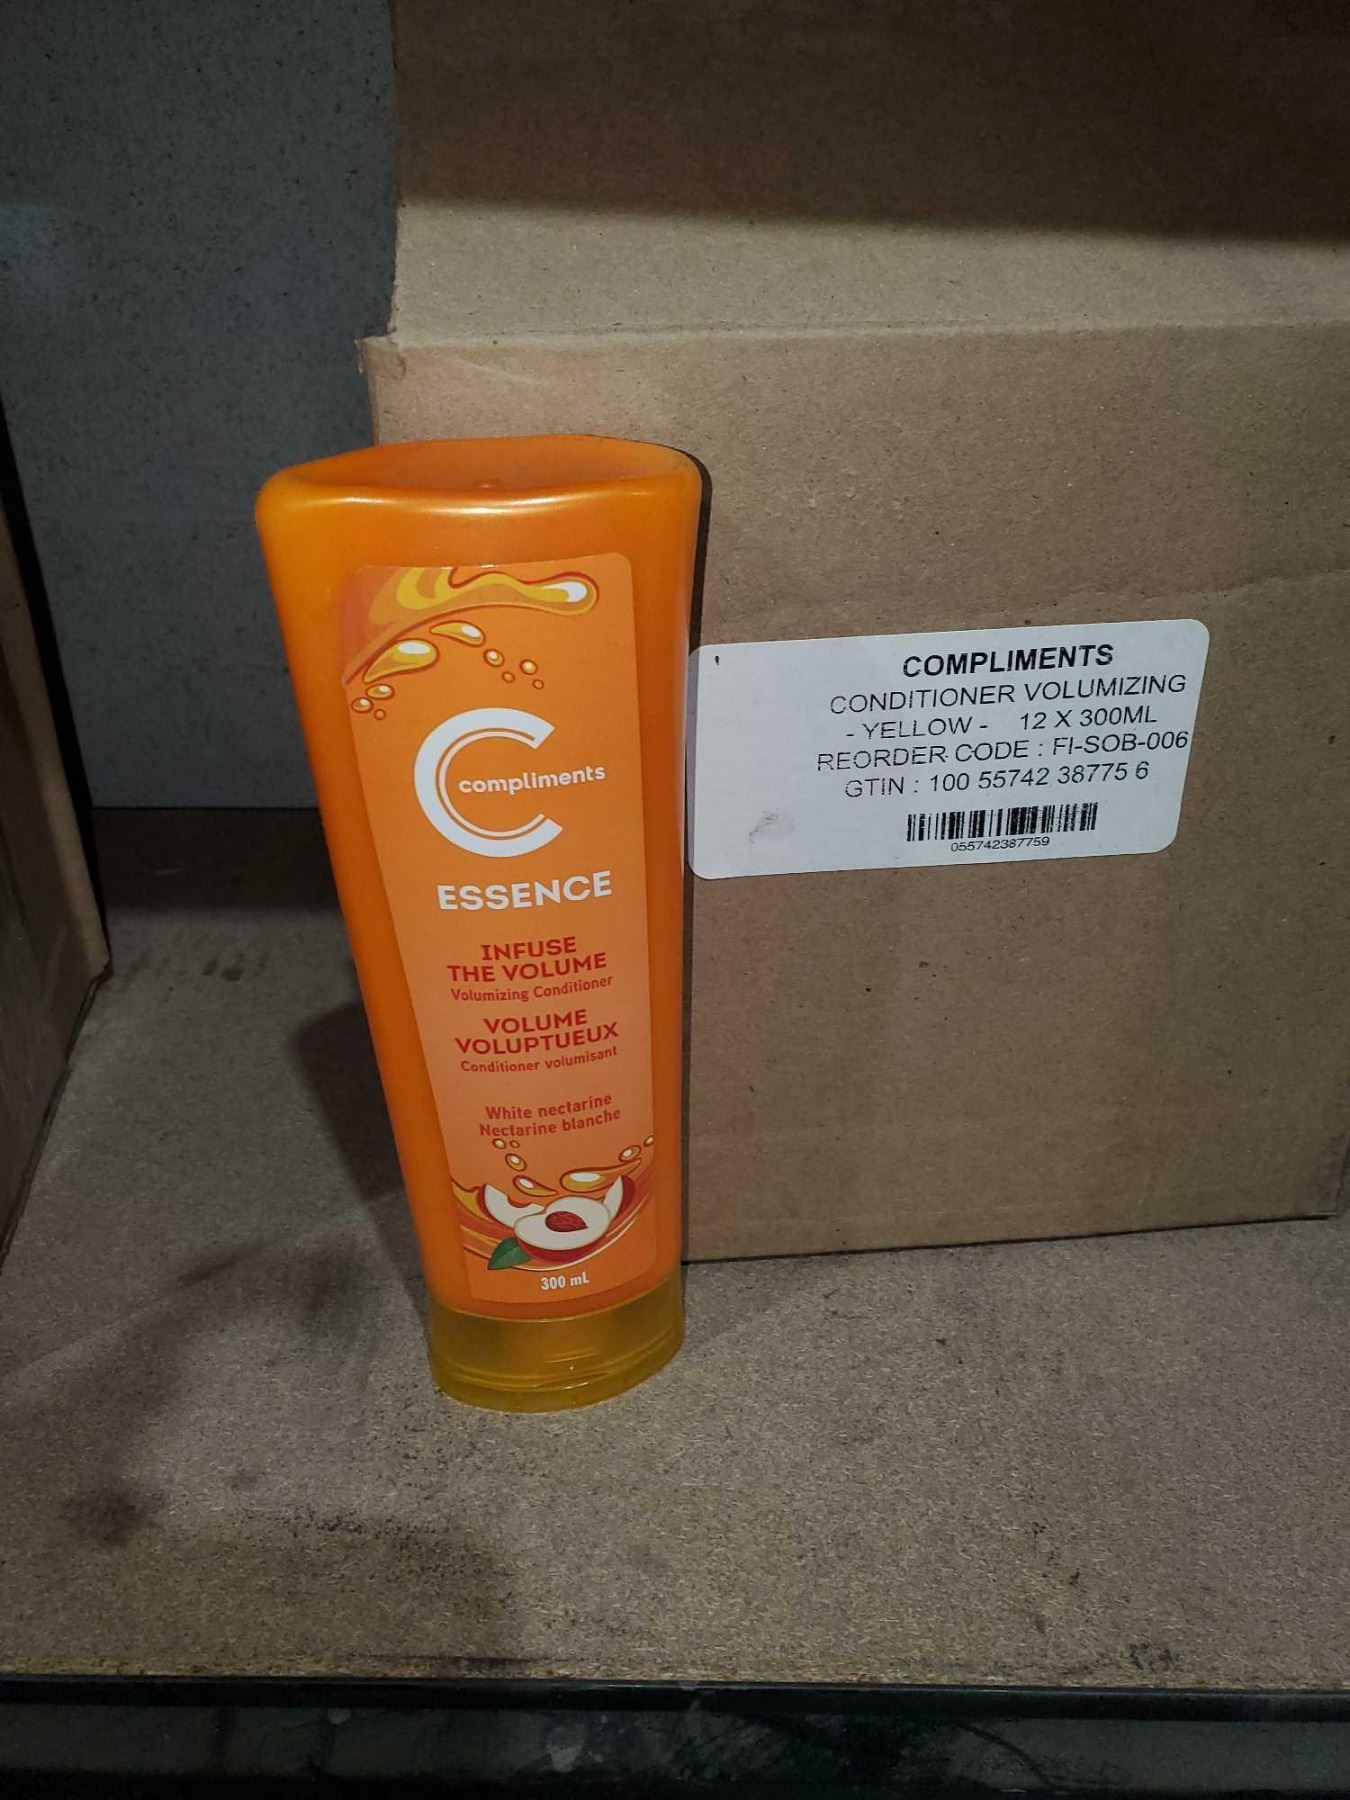 compliments
ESSENCE
INFUSE
THE VOLUME
Volumizing Conditioner
VOLUME
VOLUPTUEUX
Conditioner volumisant
White nectarine
Nectarine blanche
300 mL
COMPLIMENTS
CONDITIONER VOLUMIZING
- YELLOW - 12 X 300ML
REORDER CODE : FI-SOB-006
GTIN : 100 55742 38775 6
055742387759